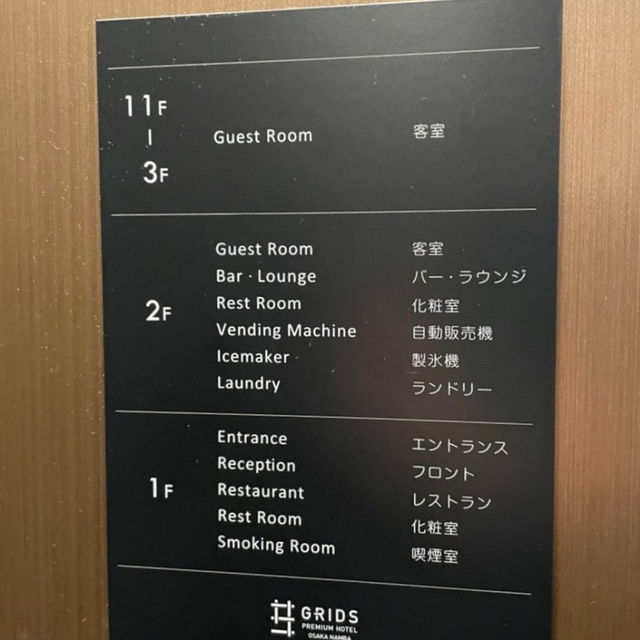 11F
|
3F
Guest Room 客室
2F
Guest Room 客室
Bar · Lounge バー・ラウンジ
Rest Room 化粧室
Vending Machine 自動販売機
Icemaker 製氷機
Laundry ランドリー
1F
Entrance エントランス
Reception フロント
Restaurant レストラン
Rest Room 化粧室
Smoking Room 喫煙室
GRIDS
PREMIUM HOTEL
OSAKA NAMBA